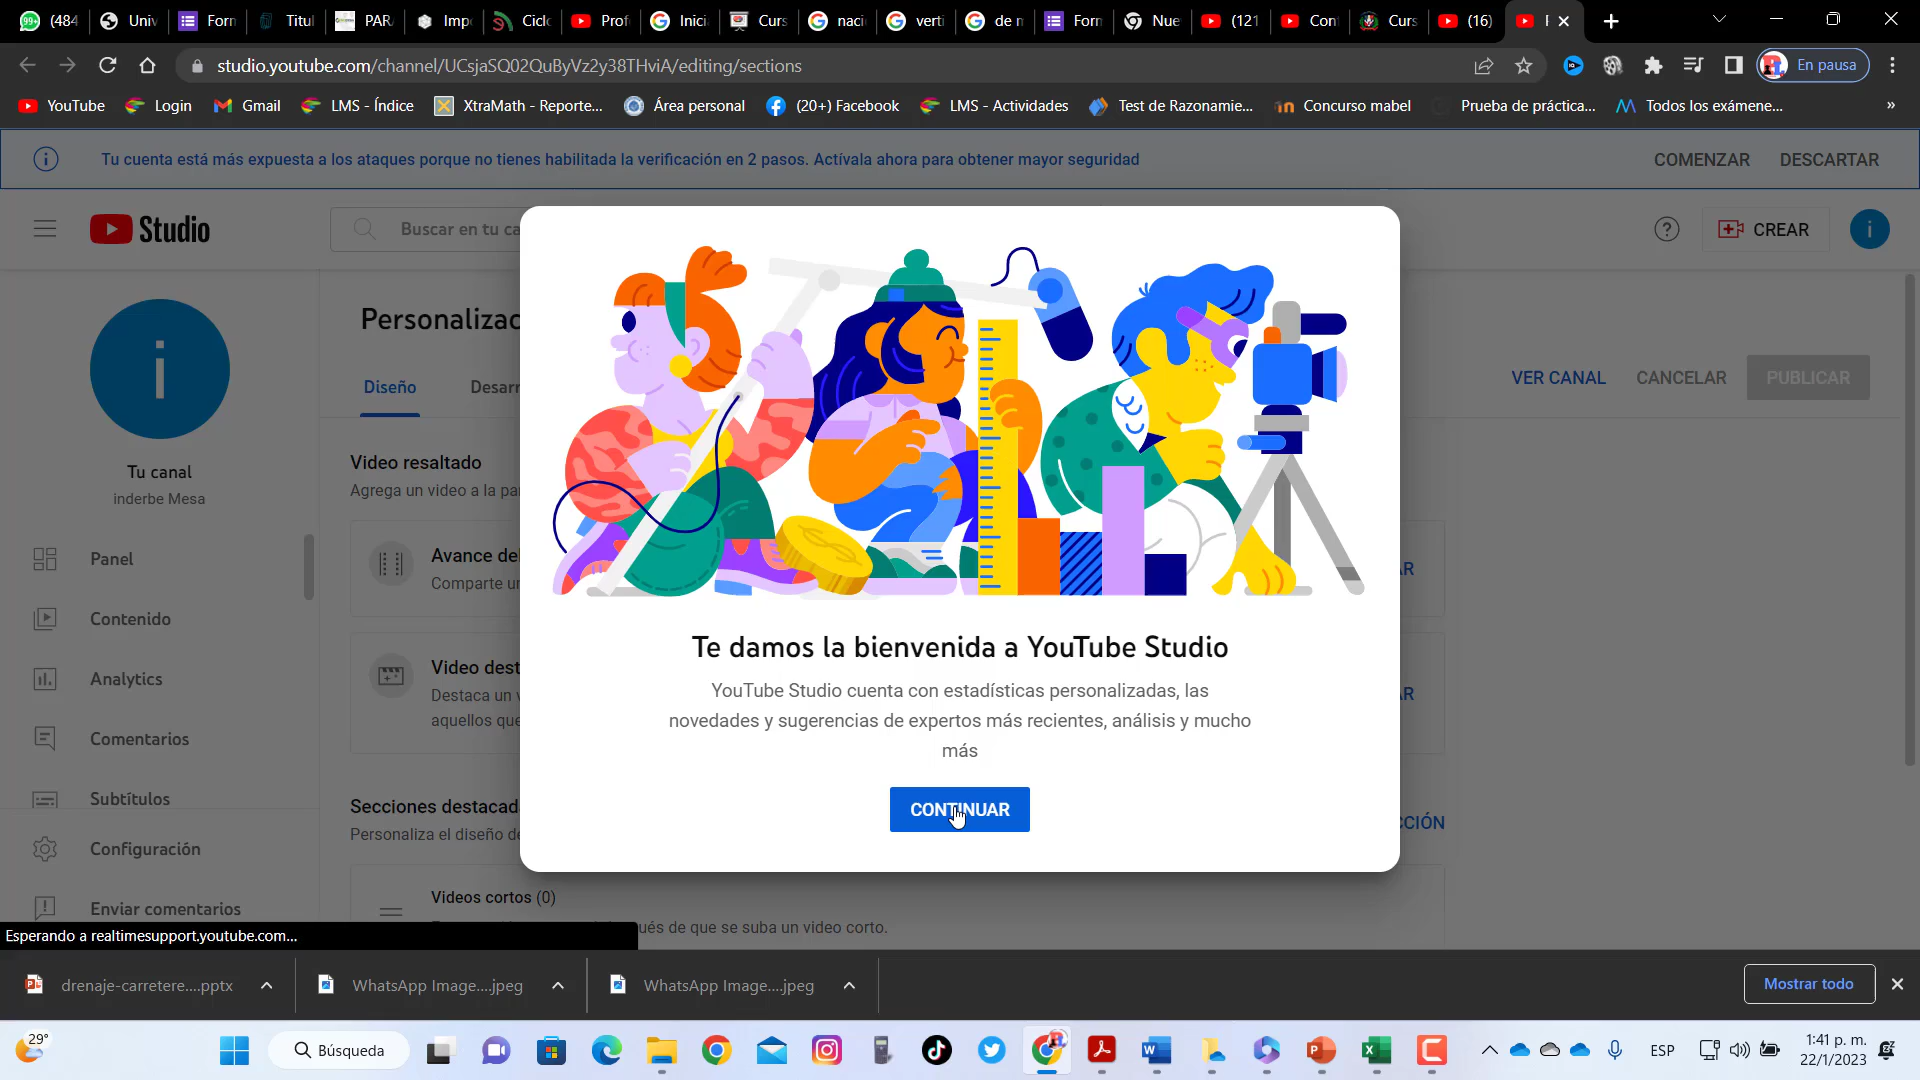 (484
Univ
Form
Titul
PAR
Imp
Ciclo
Prof
Inici
Curs
naci
verti
de n
Form
Nue
(121
Con
Curs
(16)
studio.youtube.com/channel/UCsjaSQ02QuByVz2y38THviA/editing/sections
En pausa
YouTube
Login
Gmail
LMS - Índice
XtraMath - Reporte...
Área personal
(20+) Facebook
LMS - Actividades
Test de Razonamie...
Concurso mabel
Prueba de práctica...
Todos los exámene...
»
Tu cuenta está más expuesta a los ataques porque no tienes habilitada la verificación en 2 pasos. Actívala ahora para obtener mayor seguridad
COMENZAR
DESCARTAR
Studio
Buscar en tu ca
CREAR
i
i
Tu canal
inderbe Mesa
Panel
Contenido
Analytics
Comentarios
Subtítulos
Configuración
Enviar comentarios
Personalizac
Diseño
Desarr
VER CANAL
CANCELAR
PUBLICAR
Video resaltado
Agrega un video a la pa
Avance del
Comparte un
AR
Video dest
Destaca un v
aquellos que
AR
Secciones destacada
Personaliza el diseño de
CCIÓN
Videos cortos (0)
ués de que se suba un video corto.
Te damos la bienvenida a YouTube Studio
YouTube Studio cuenta con estadísticas personalizadas, las
novedades y sugerencias de expertos más recientes, análisis y mucho
más
CONTINUAR
Esperando a realtimesupport.youtube.com...
drenaje-carretere....pptx
WhatsApp Image....jpeg
WhatsApp Image....jpeg
Mostrar todo
29°
Búsqueda
ESP
1:41 p. m.
22/1/2023